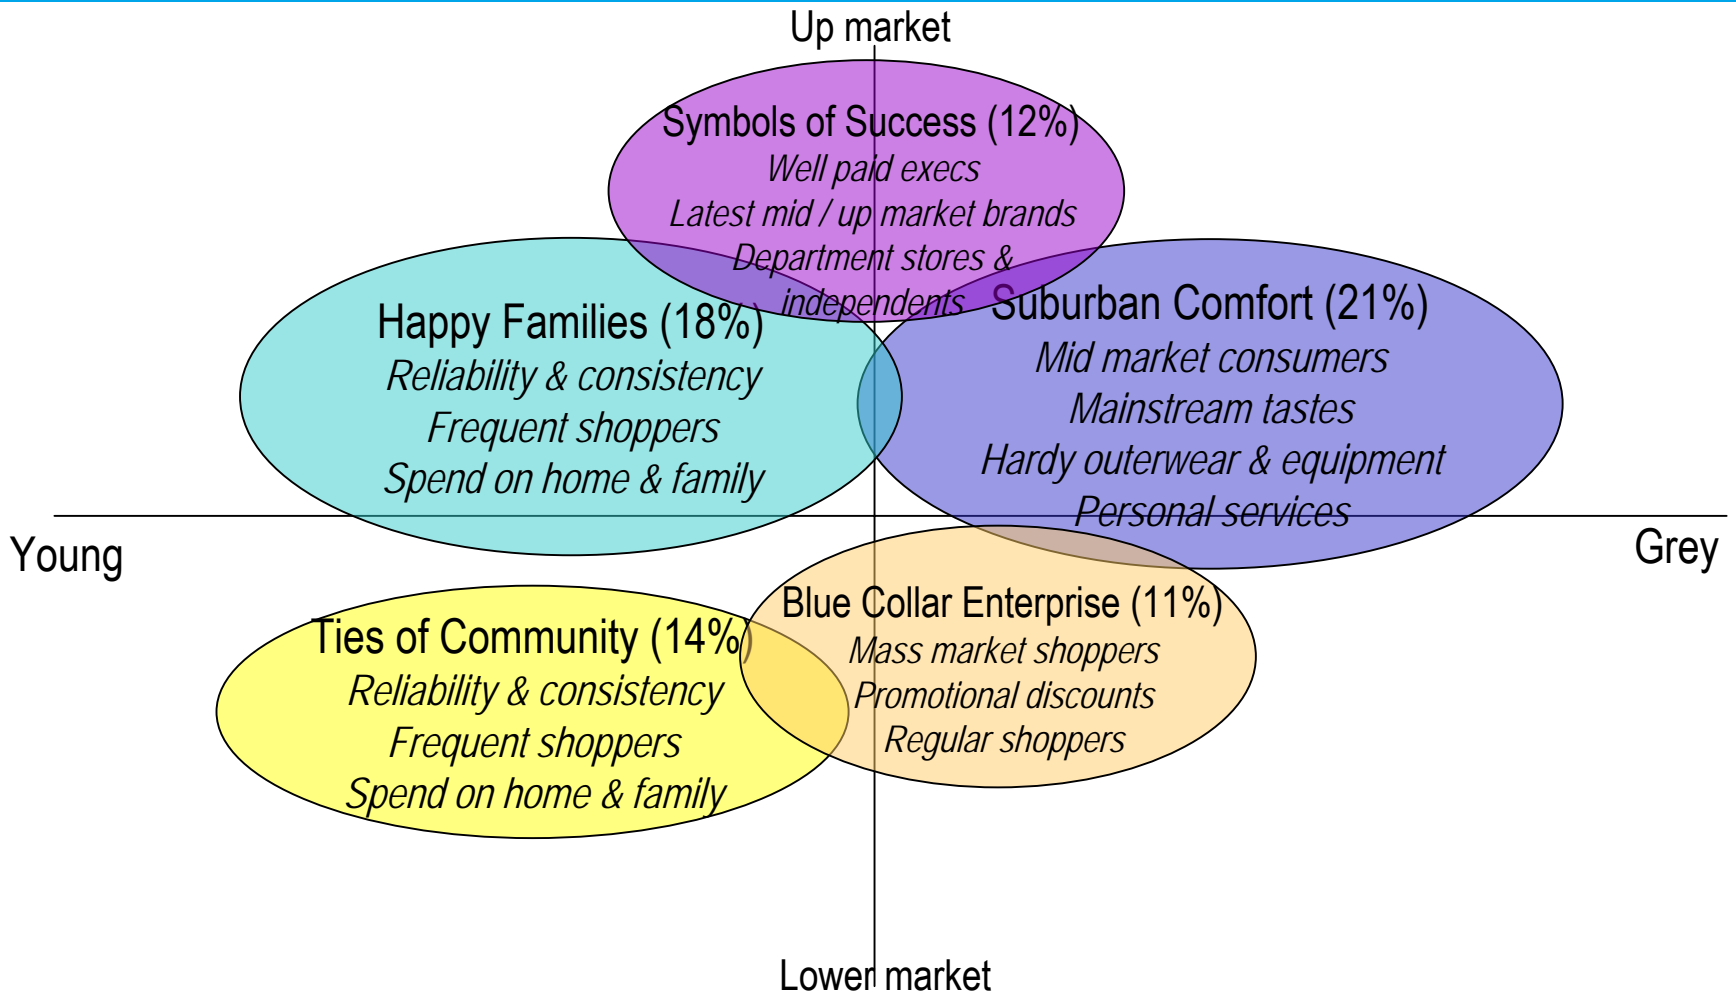 Up market
Symbols of Success (12%)
Well paid execs
Latest mid / up market brands
Department stores &
independents
Happy Families (18%)
Reliability & consistency
Frequent shoppers
Spend on home & family
Suburban Comfort (21%)
Mid market consumers
Mainstream tastes
Hardy outerwear & equipment
Personal services
Young
Grey
Ties of Community (14%)
Reliability & consistency
Frequent shoppers
Spend on home & family
Blue Collar Enterprise (11%)
Mass market shoppers
Promotional discounts
Regular shoppers
Lower market